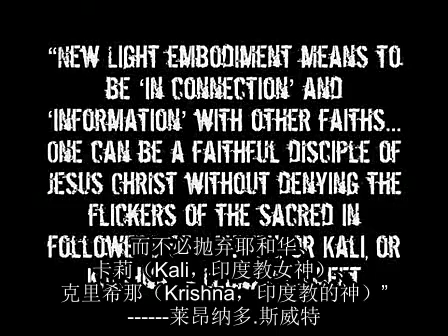 “NEW LIGHT EMBODIMENT MEANS TO
BE ‘IN CONNECTION’ AND
‘INFORMATION’ WITH OTHER FAITHS...
ONE CAN BE A FAITHFUL DISCIPLE OF
JESUS CHRIST WITHOUT DENYING THE
FLICKERS OF THE SACRED IN
KALI, OR
而不必抛弃耶和华，
卡莉（Kali，印度教女神），
克里希那（Krishna，印度教的神）”
------莱昂纳多.斯威特